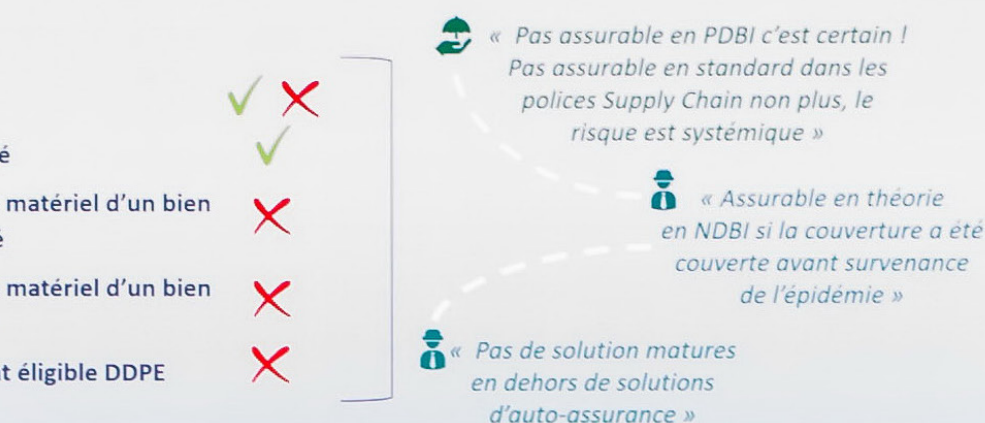 é
matériel d'un bien
é
matériel d'un bien
t éligible DDPE
« Pas assurable en PDBI c'est certain !
Pas assurable en standard dans les
polices Supply Chain non plus, le
risque est systémique »
« Assurable en théorie
en NDBI si la couverture a été
couverte avant survenance
de l'épidémie »
« Pas de solution matures
en dehors de solutions
d'auto-assurance »